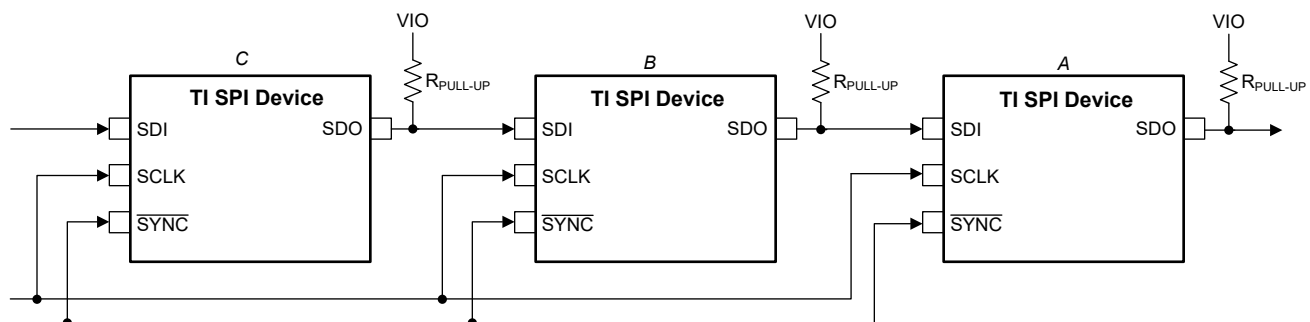 VIO
VIO
VIO
C
B
A
RPULL-UP
RPULL-UP
RPULL-UP
TI SPI Device
TI SPI Device
TI SPI Device
SDI
SDO
SDI
SDO
SDI
SDO
SCLK
SCLK
SCLK
SYNC
SYNC
SYNC